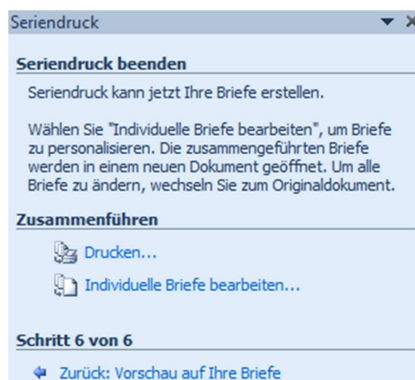 Seriendruck
Seriendruck beenden
Seriendruck kann jetzt Ihre Briefe erstellen.
Wählen Sie "Individuelle Briefe bearbeiten", um Briefe
zu personalisieren. Die zusammengeführten Briefe
werden in einem neuen Dokument geöffnet. Um alle
Briefe zu ändern, wechseln Sie zum Originaldokument.
Zusammenführen
Drucken...
Individuelle Briefe bearbeiten...
Schritt 6 von 6
Zurück: Vorschau auf Ihre Briefe